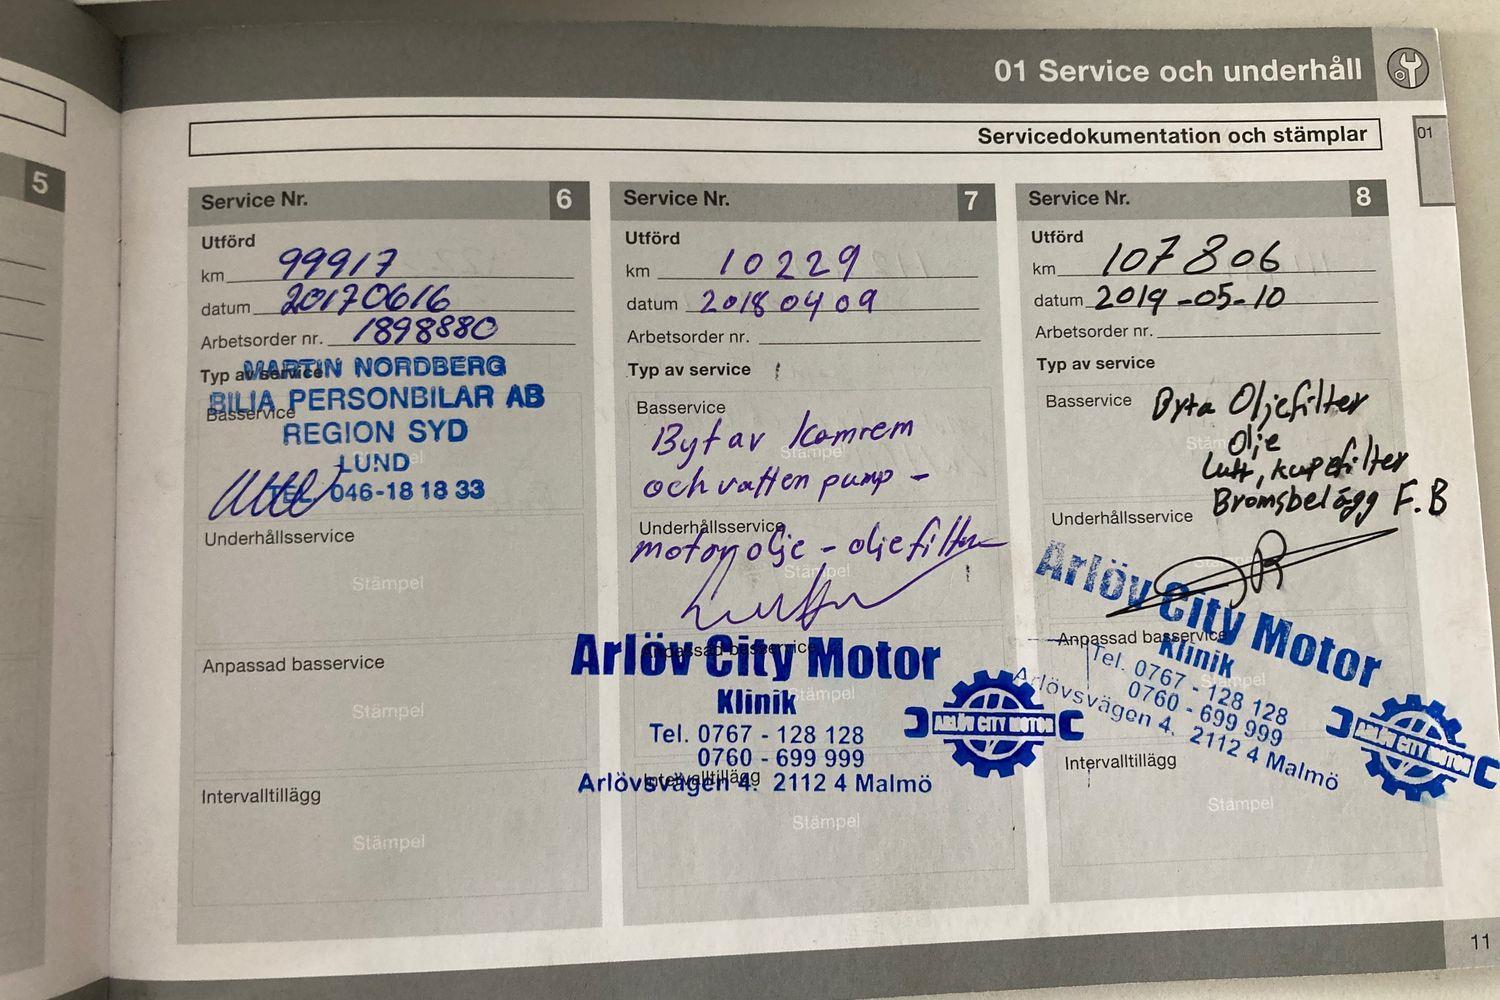 01 Service och underhåll
Servicedokumentation och stämplar
01
5
Service Nr. 6
Utförd
km 99917
datum 20170616
Arbetsorder nr. 1898880
Typ av service
MARTIN NORDBERG
Basservice
BILIA PERSONBILAR AB
REGION SYD
LUND
TEL 046-18 18 33
Underhållsservice
Stämpel
Anpassad basservice
Stämpel
Intervalltillägg
Stämpel
Service Nr. 7
Utförd
km 10229
datum 20180409
Arbetsorder nr.
Typ av service
Basservice
Byt av kamrem
Stämpel
och vatten pump -
Underhållsservice
motor olje - oljefilter
Stämpel
Anpassad basservice
Arlöv City Motor
Stämpel
Klinik
Tel. 0767 - 128 128
0760 - 699 999
Intervalltillägg
Arlövsvägen 4. 2112 4 Malmö
ARLÖV CITY MOTOR
Stämpel
Service Nr. 8
Utförd
km 107806
datum 2019-05-10
Arbetsorder nr.
Typ av service
Basservice
Byta Oljefilter
Olje
Luft, kupefilter
Bromsbelägg F.B
Underhållsservice
Arlöv City Motor
Anpassad basservice
Klinik
Stämpel
Tel. 0767 - 128 128
0760 - 699 999
Arlövsvägen 4. 2112 4 Malmö
ARLÖV CITY MOTOR
Intervalltillägg
Stämpel
11